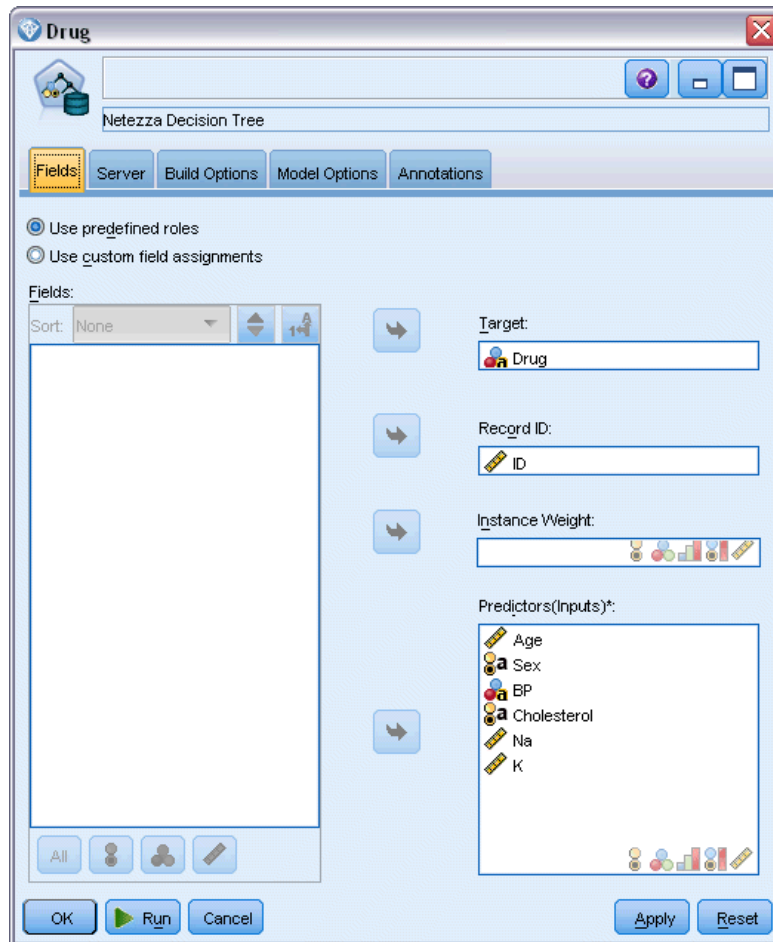 Drug
Netezza Decision Tree
Fields Server Build Options Model Options Annotations
Use predefined roles
Use custom field assignments
Fields:
Sort: None
Target:
Drug
Record ID:
ID
Instance Weight:
Predictors(Inputs)*:
Age
Sex
BP
Cholesterol
Na
K
All
OK Run Cancel Apply Reset